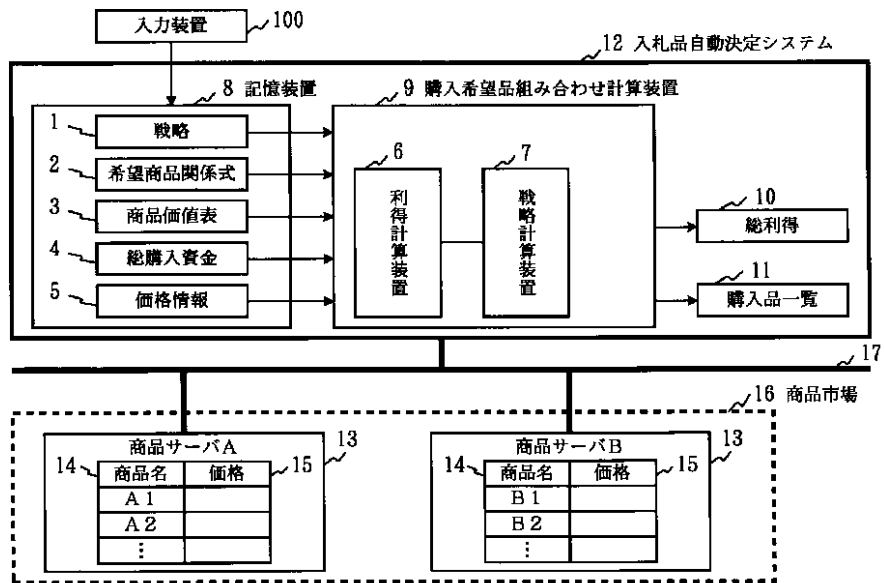 入力装置 100
12 入札品自動決定システム
8 記憶装置
9 購入希望品組み合わせ計算装置
1 戦略
2 希望商品関係式
3 商品価値表
4 総購入資金
5 価格情報
6 利得計算装置
7 戦略計算装置
10
総利得
11
購入品一覧
17
16 商品市場
商品サーバA 13
14 商品名 価格 15
A1
A2
⋮
商品サーバB 13
14 商品名 価格 15
B1
B2
⋮